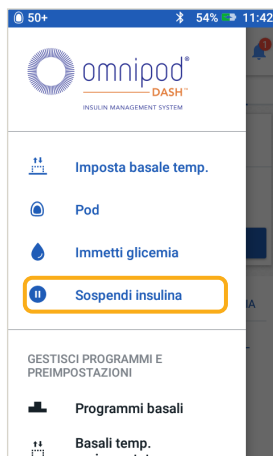 50+ 54% 11:42
1
omnipod®
DASH™
INSULIN MANAGEMENT SYSTEM
Imposta basale temp.
Pod
Immetti glicemia
Sospendi insulina
GESTISCI PROGRAMMI E
PREIMPOSTAZIONI
Programmi basali
Basali temp.